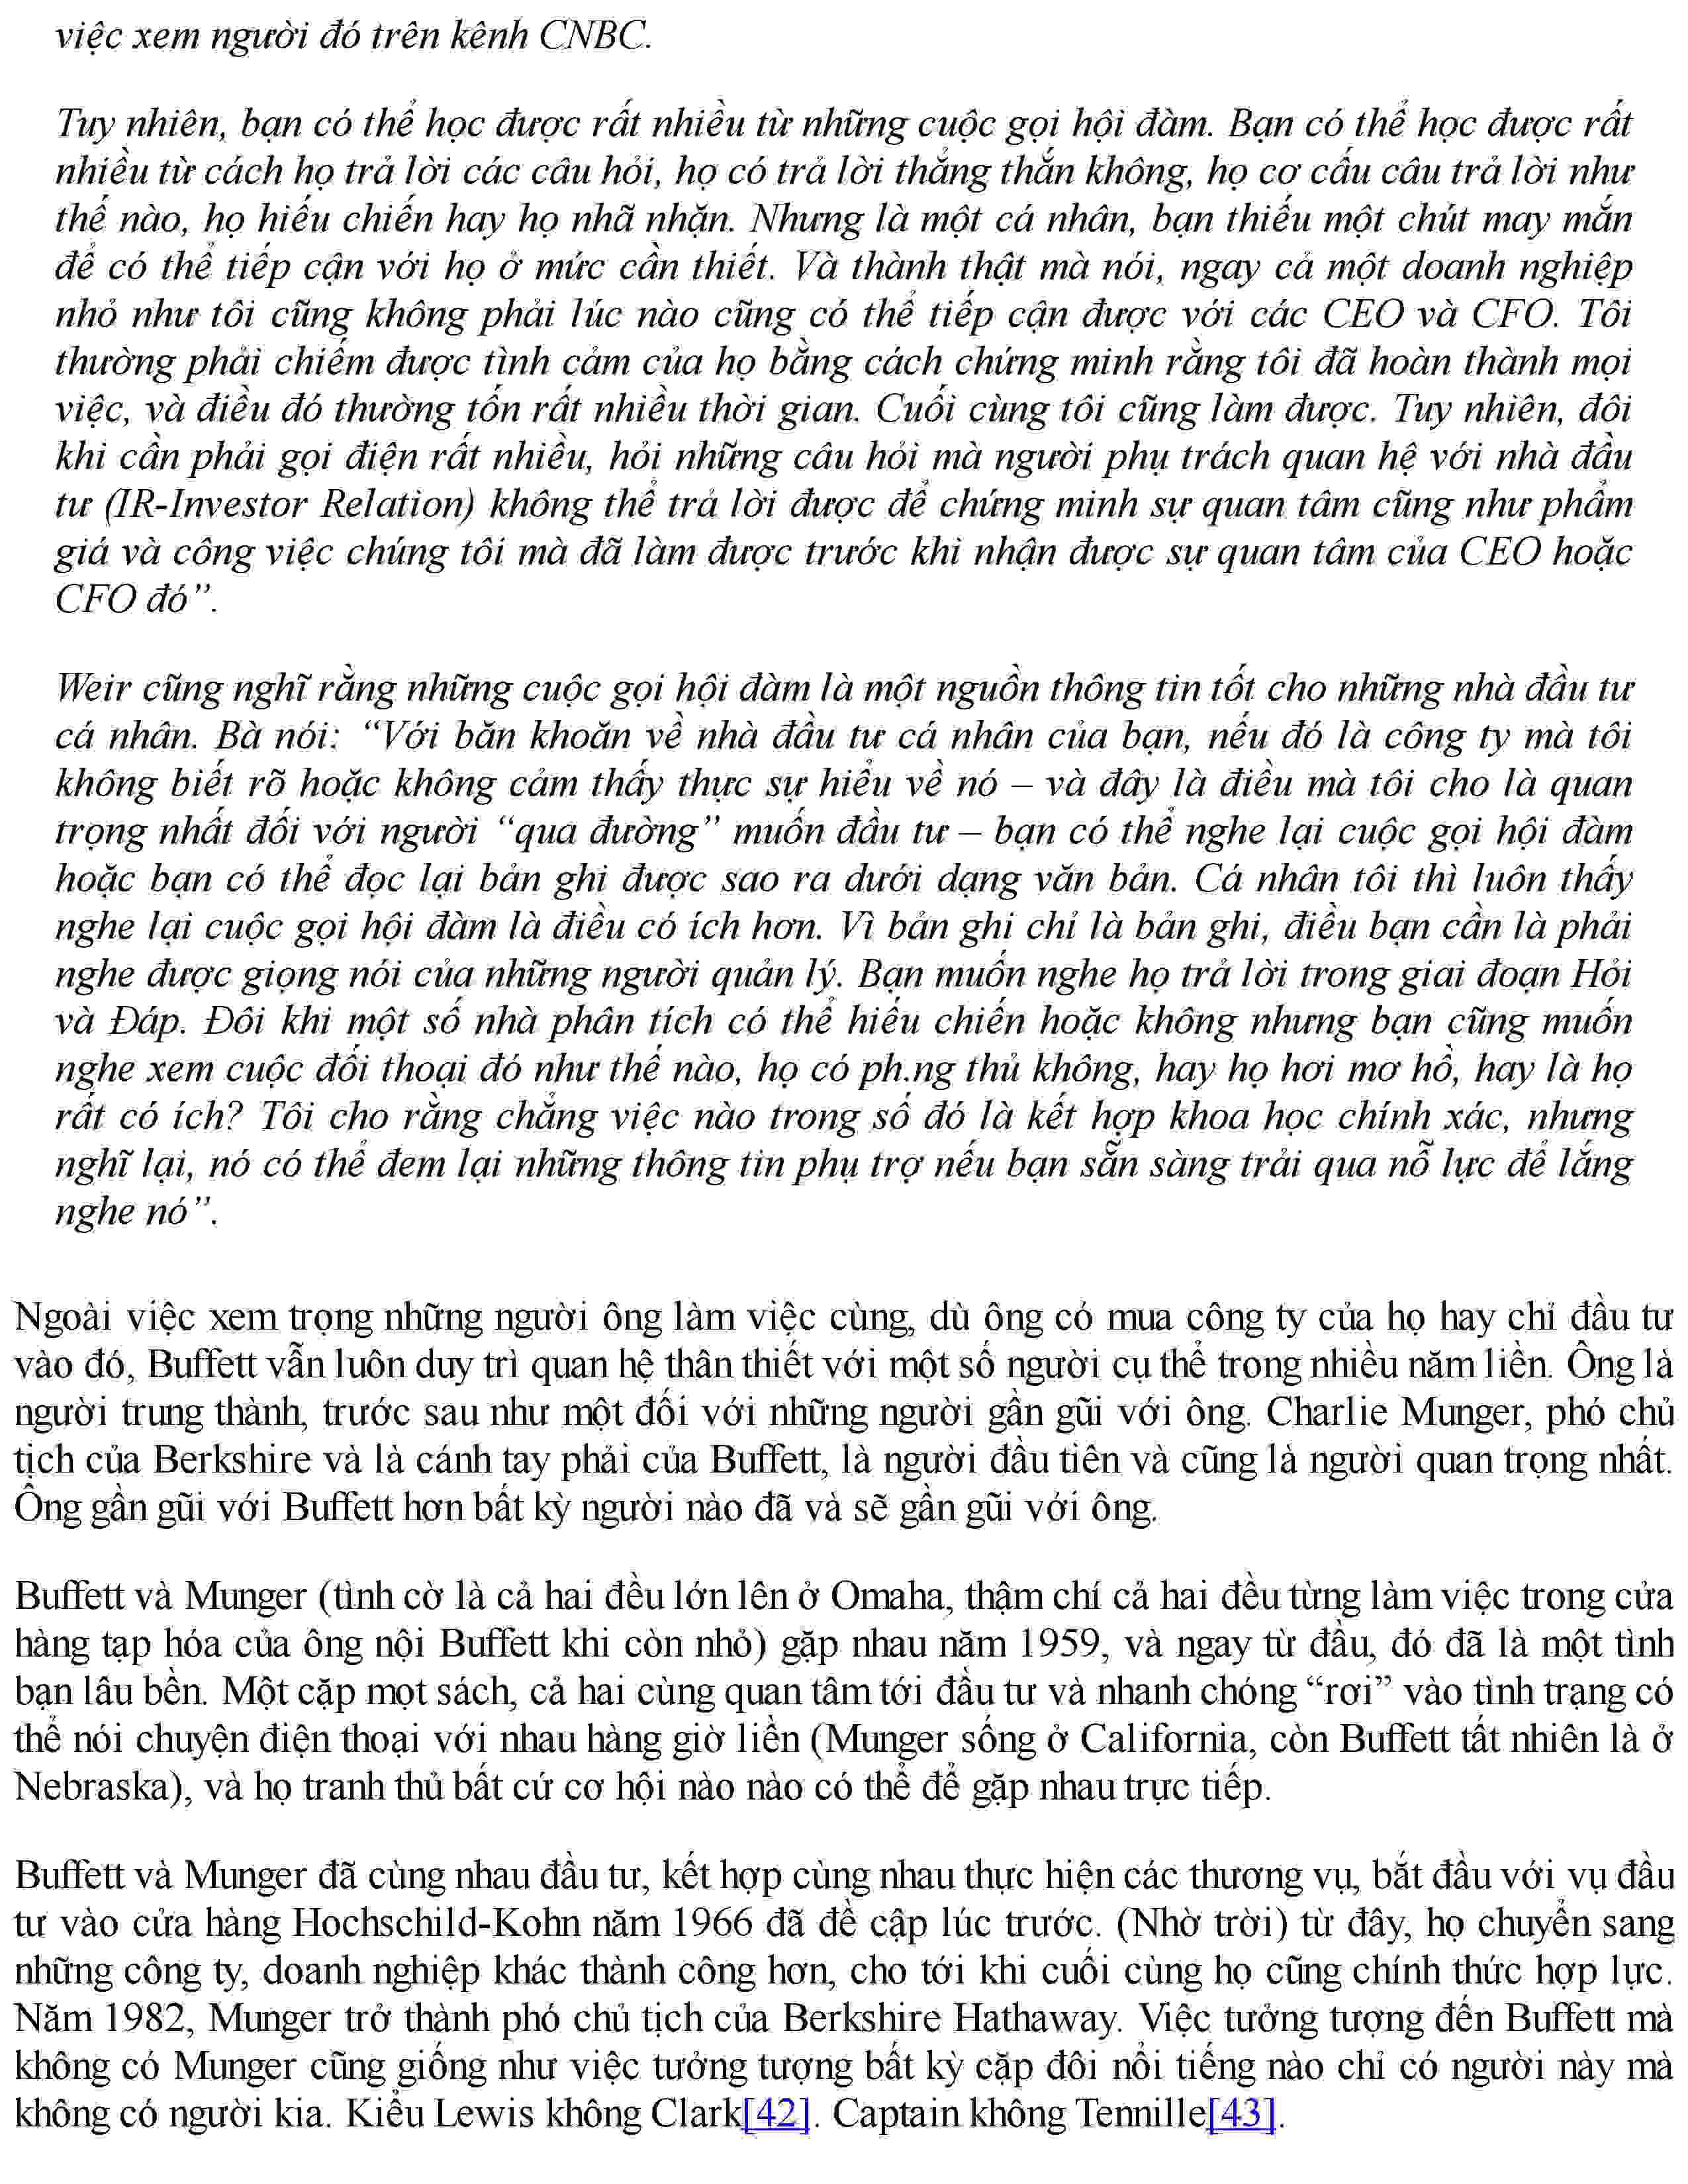 việc xem người đó trên kênh CNBC.
Tuy nhiên, bạn có thể học được rất nhiều từ những cuộc gọi hội đàm. Bạn có thể học được rất
nhiều từ cách họ trả lời các câu hỏi, họ có trả lời thẳng thắn không, họ cơ cấu câu trả lời như
thế nào, họ hiếu chiến hay họ nhã nhặn. Nhưng là một cá nhân, bạn thiếu một chút may mắn
để có thể tiếp cận với họ ở mức cần thiết. Và thành thật mà nói, ngay cả một doanh nghiệp
nhỏ như tôi cũng không phải lúc nào cũng có thể tiếp cận được với các CEO và CFO. Tôi
thường phải chiếm được tình cảm của họ bằng cách chứng minh rằng tôi đã hoàn thành mọi
việc, và điều đó thường tốn rất nhiều thời gian. Cuối cùng tôi cũng làm được. Tuy nhiên, đôi
khi cần phải gọi điện rất nhiều, hỏi những câu hỏi mà người phụ trách quan hệ với nhà đầu
tư (IR-Investor Relation) không thể trả lời được để chứng minh sự quan tâm cũng như phẩm
giá và công việc chúng tôi mà đã làm được trước khi nhận được sự quan tâm của CEO hoặc
CFO đó”.
Weir cũng nghĩ rằng những cuộc gọi hội đàm là một nguồn thông tin tốt cho những nhà đầu tư
cá nhân. Bà nói: “Với băn khoăn về nhà đầu tư cá nhân của bạn, nếu đó là công ty mà tôi
không biết rõ hoặc không cảm thấy thực sự hiểu về nó – và đây là điều mà tôi cho là quan
trọng nhất đối với người “qua đường” muốn đầu tư – bạn có thể nghe lại cuộc gọi hội đàm
hoặc bạn có thể đọc lại bản ghi được sao ra dưới dạng văn bản. Cá nhân tôi thì luôn thấy
nghe lại cuộc gọi hội đàm là điều có ích hơn. Vì bản ghi chỉ là bản ghi, điều bạn cần là phải
nghe được giọng nói của những người quản lý. Bạn muốn nghe họ trả lời trong giai đoạn Hỏi
và Đáp. Đôi khi một số nhà phân tích có thể hiếu chiến hoặc không nhưng bạn cũng muốn
nghe xem cuộc đối thoại đó như thế nào, họ có ph.ng thủ không, hay họ hơi mơ hồ, hay là họ
rất có ích? Tôi cho rằng chẳng việc nào trong số đó là kết hợp khoa học chính xác, nhưng
nghĩ lại, nó có thể đem lại những thông tin phụ trợ nếu bạn sẵn sàng trải qua nỗ lực để lắng
nghe nó”.
Ngoài việc xem trọng những người ông làm việc cùng, dù ông có mua công ty của họ hay chỉ đầu tư
vào đó, Buffett vẫn luôn duy trì quan hệ thân thiết với một số người cụ thể trong nhiều năm liền. Ông là
người trung thành, trước sau như một đối với những người gần gũi với ông. Charlie Munger, phó chủ
tịch của Berkshire và là cánh tay phải của Buffett, là người đầu tiên và cũng là người quan trọng nhất.
Ông gần gũi với Buffett hơn bất kỳ người nào đã và sẽ gần gũi với ông.
Buffett và Munger (tình cờ là cả hai đều lớn lên ở Omaha, thậm chí cả hai đều từng làm việc trong cửa
hàng tạp hóa của ông nội Buffett khi còn nhỏ) gặp nhau năm 1959, và ngay từ đầu, đó đã là một tình
bạn lâu bền. Một cặp mọt sách, cả hai cùng quan tâm tới đầu tư và nhanh chóng “rơi” vào tình trạng có
thể nói chuyện điện thoại với nhau hàng giờ liền (Munger sống ở California, còn Buffett tất nhiên là ở
Nebraska), và họ tranh thủ bất cứ cơ hội nào nào có thể để gặp nhau trực tiếp.
Buffett và Munger đã cùng nhau đầu tư, kết hợp cùng nhau thực hiện các thương vụ, bắt đầu với vụ đầu
tư vào cửa hàng Hochschild-Kohn năm 1966 đã đề cập lúc trước. (Nhờ trời) từ đây, họ chuyển sang
những công ty, doanh nghiệp khác thành công hơn, cho tới khi cuối cùng họ cũng chính thức hợp lực.
Năm 1982, Munger trở thành phó chủ tịch của Berkshire Hathaway. Việc tưởng tượng đến Buffett mà
không có Munger cũng giống như việc tưởng tượng bất kỳ cặp đôi nổi tiếng nào chỉ có người này mà
không có người kia. Kiểu Lewis không Clark[42]. Captain không Tennille[43].